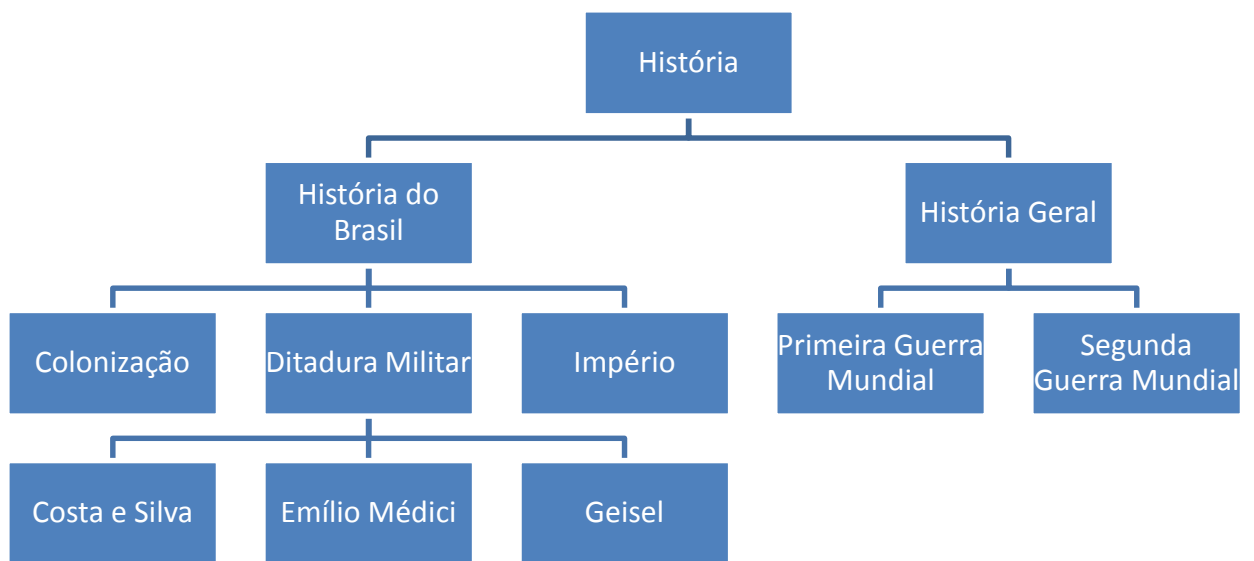 História
História do
Brasil
História Geral
Colonização
Ditadura Militar
Império
Primeira Guerra
Mundial
Segunda
Guerra Mundial
Costa e Silva
Emílio Médici
Geisel